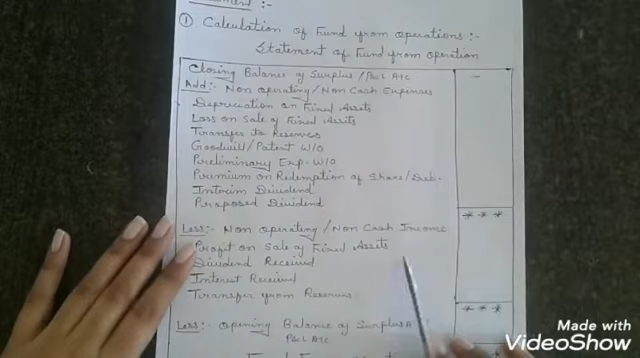 ① Calculation of Fund from operations :-
Statement of Fund from operation
Closing Balance of Surplus / P&L A/C
Add:- Non operating / Non Cash Expenses
Depreciation on Fixed Assets
Loss on Sale of Fixed Assets
Transfer to Reserves
Goodwill / Patent W/O
Preliminary Exp. W/O
Premium on Redemption of Share / Deb.
Interim Dividend
Proposed Dividend
***
Less:- Non Operating / Non Cash Income
Profit on Sale of Fixed Assets
Dividend Received
Interest Received
Transfer from Reserves
***
Less:- Opening Balance of Surplus
P&L A/C
Made with
VideoShow